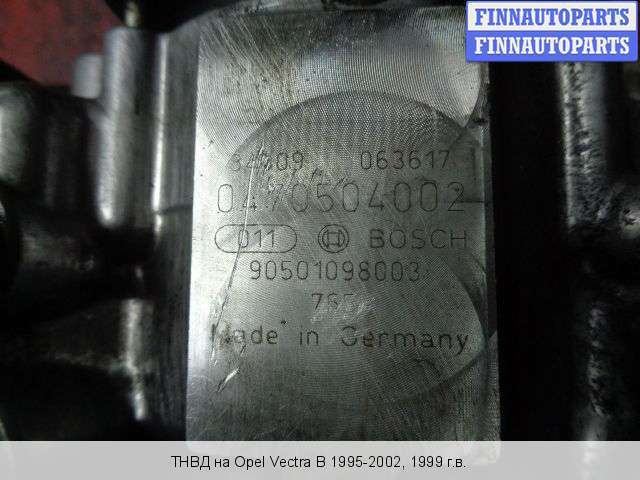 FINNAUTOPARTS
FINNAUTOPARTS
063617
0470504002
011 BOSCH
90501098003
Made in Germany
ТНВД на Opel Vectra B 1995-2002, 1999 г.в.